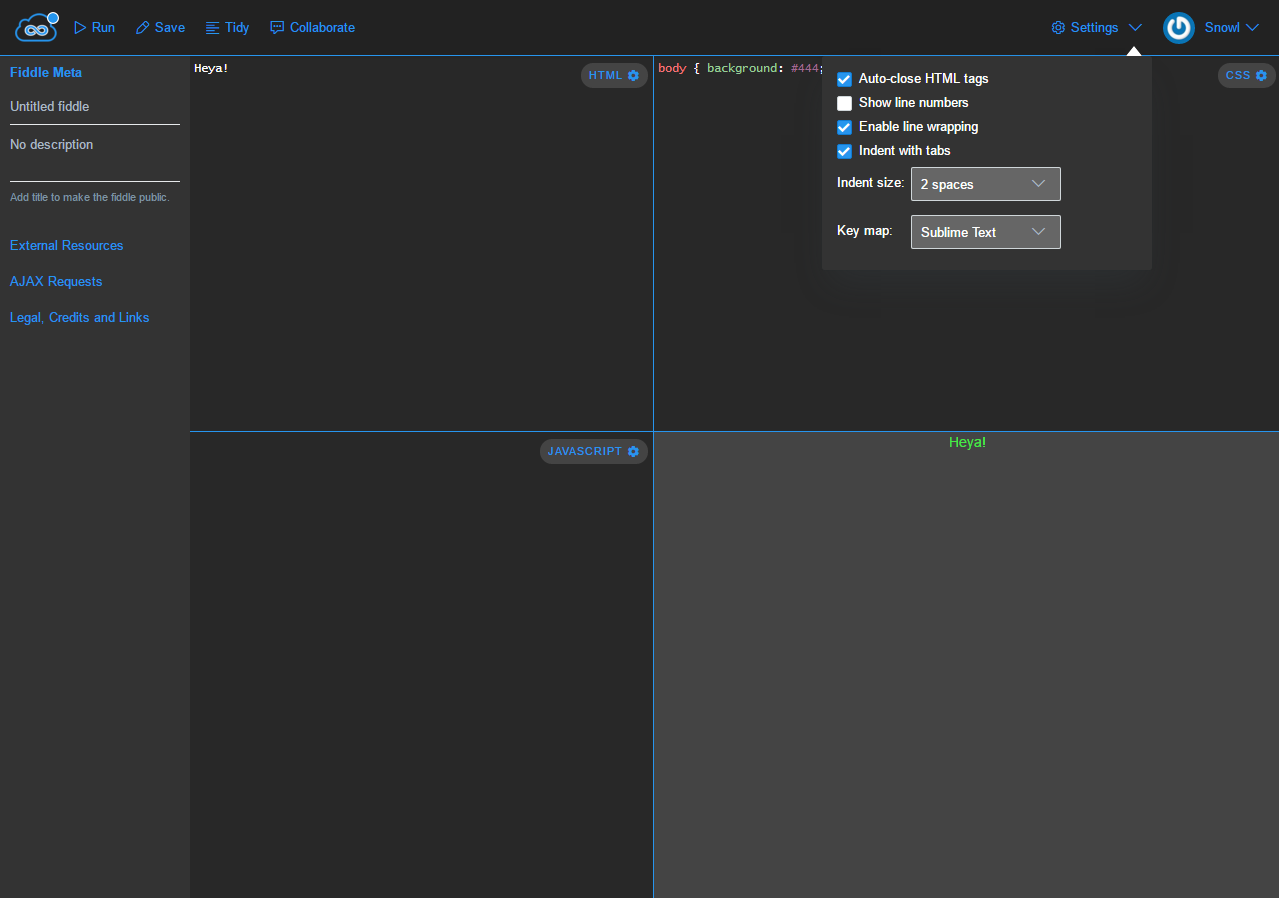 Run Save Tidy Collaborate Settings Snowl
Fiddle Meta
Untitled fiddle
No description
Add title to make the fiddle public.
External Resources
AJAX Requests
Legal, Credits and Links
Heya!
HTML
body { background: #444;
CSS
Auto-close HTML tags
Show line numbers
Enable line wrapping
Indent with tabs
Indent size: 2 spaces
Key map: Sublime Text
JAVASCRIPT
Heya!